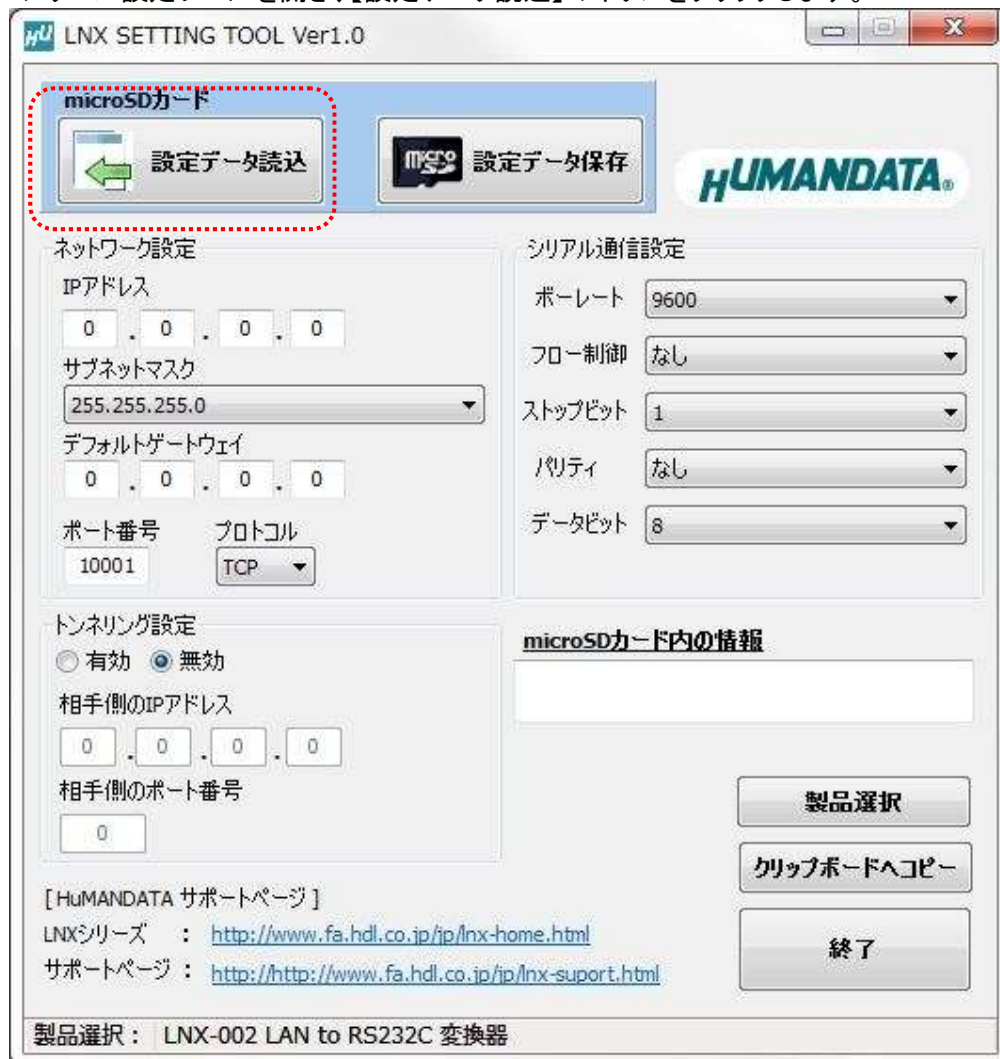 LNX SETTING TOOL Ver1.0
microSDカード
設定データ読込
micro
設定データ保存
HUMANDATA®
ネットワーク設定
IPアドレス
0 . 0 . 0 . 0
サブネットマスク
255.255.255.0
デフォルトゲートウェイ
0 . 0 . 0 . 0
ポート番号 プロトコル
10001 TCP
シリアル通信設定
ボーレート 9600
フロー制御 なし
ストップビット 1
パリティ なし
データビット 8
トンネリング設定
有効 無効
相手側のIPアドレス
0 . 0 . 0 . 0
相手側のポート番号
0
microSDカード内の情報
製品選択
クリップボードへコピー
終了
[ HuMANDATA サポートページ ]
LNXシリーズ : http://www.fa.hdl.co.jp/jp/lnx-home.html
サポートページ : http://http://www.fa.hdl.co.jp/jp/lnx-suport.html
製品選択: LNX-002 LAN to RS232C 変換器